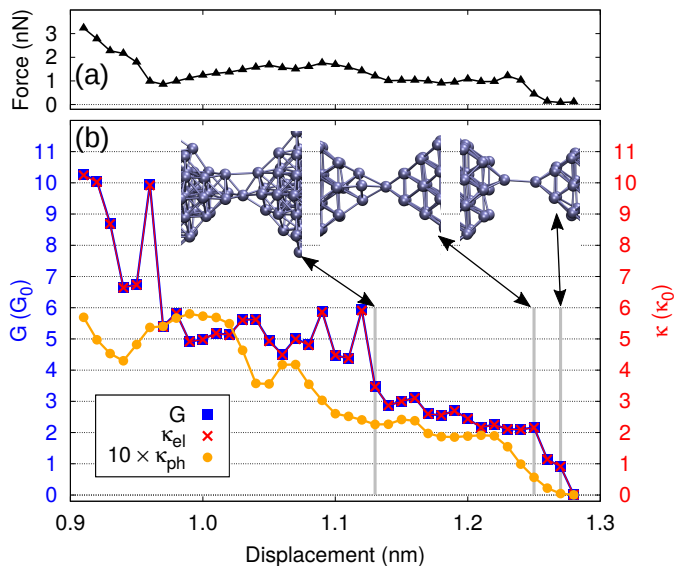 Force (nN)
3
2
1
0
(a)
(b)
G (G0)
11
10
9
8
7
6
5
4
3
2
1
0
κ (κ0)
11
10
9
8
7
6
5
4
3
2
1
0
G
κel
10 × κph
0.9 1.0 1.1 1.2 1.3
Displacement (nm)